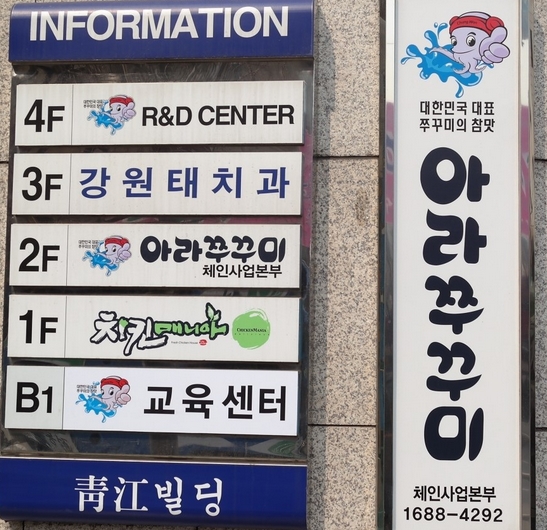 INFORMATION
4F R&D CENTER
3F 강원태치과
2F 아라쭈꾸미
체인사업본부
1F 치킨매니아 CHICKENMANIA
B1 교육센터
靑江빌딩
대한민국 대표
쭈꾸미의 참맛
아라쭈꾸미
체인사업본부
1688-4292